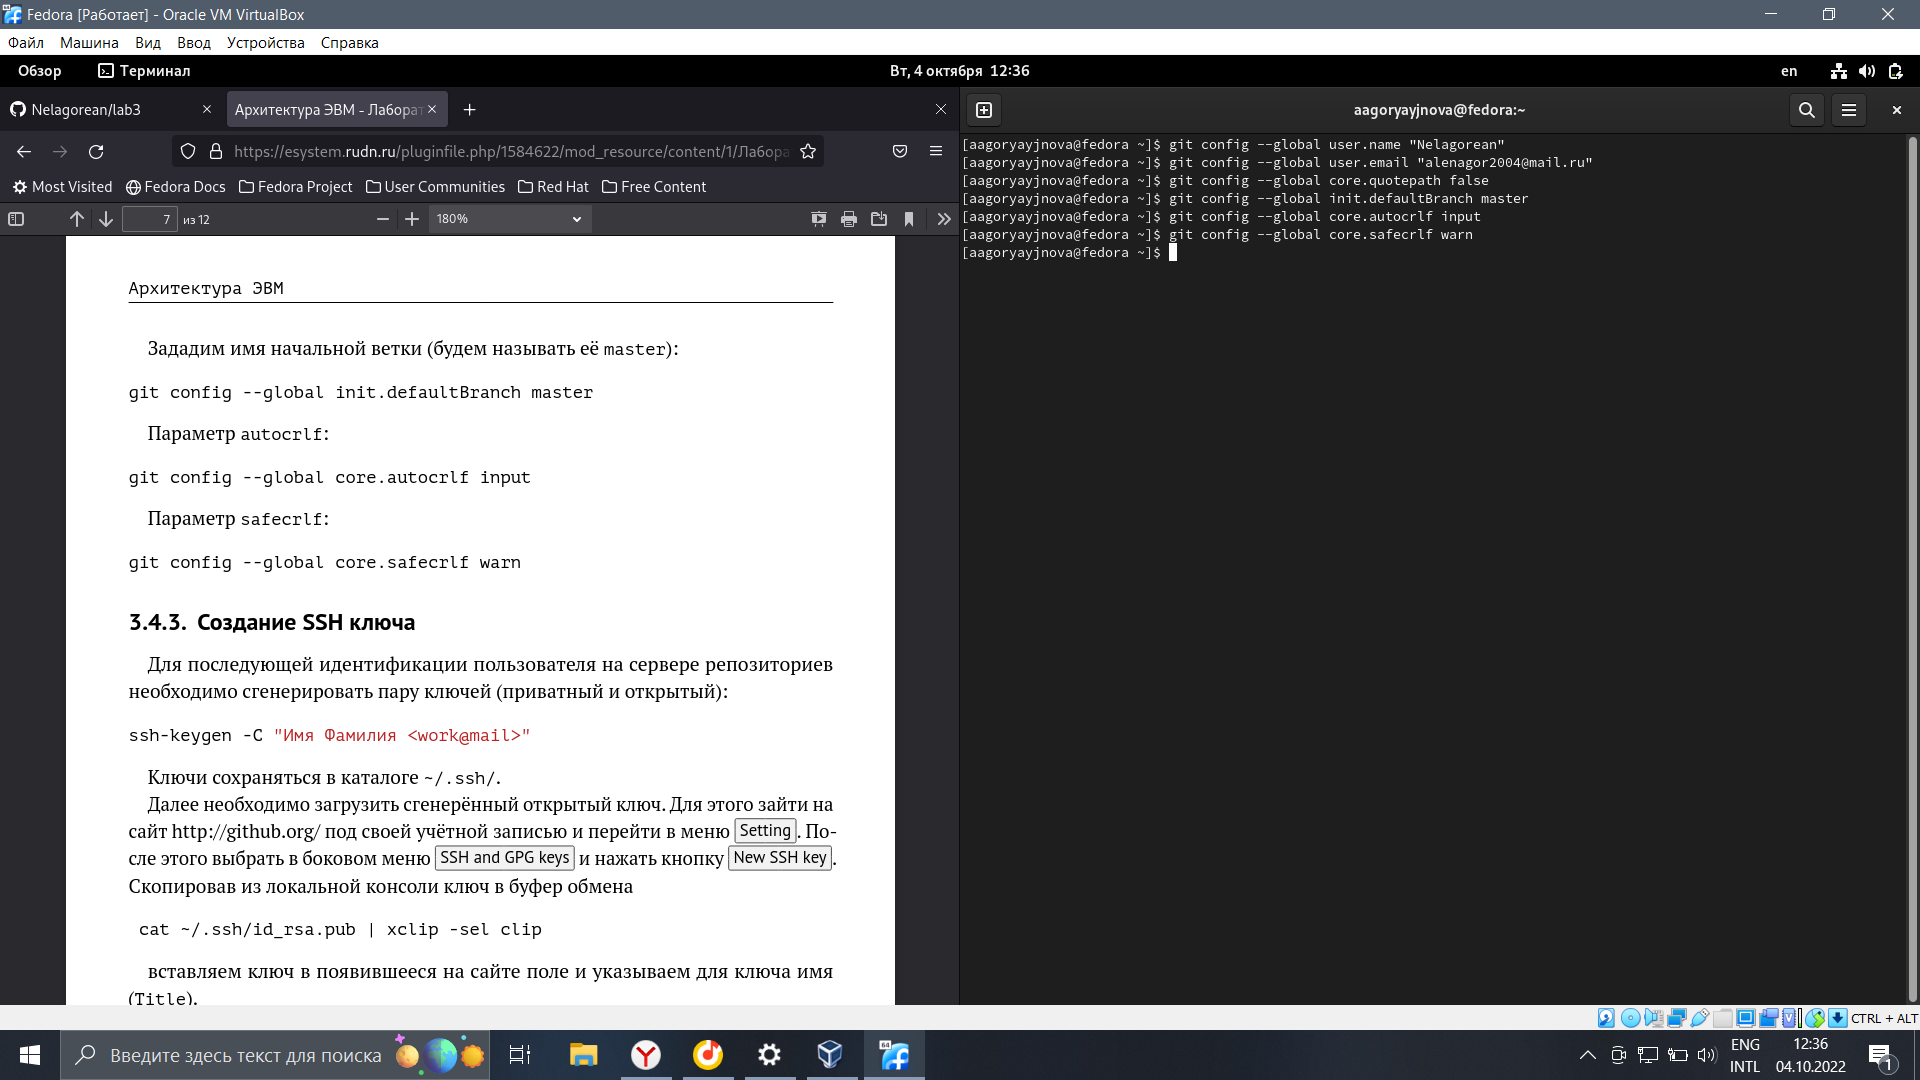 Fedora [Работает] - Oracle VM VirtualBox
Файл Машина Вид Ввод Устройства Справка
Обзор Терминал Вт, 4 октября 12:36 en
Nelagorean/lab3 Архитектура ЭВМ - Лаборат
https://esystem.rudn.ru/pluginfile.php/1584622/mod_resource/content/1/Лабора
Most Visited Fedora Docs Fedora Project User Communities Red Hat Free Content
7 из 12 180%
Архитектура ЭВМ
Зададим имя начальной ветки (будем называть её master):
git config --global init.defaultBranch master
Параметр autocrlf:
git config --global core.autocrlf input
Параметр safecrlf:
git config --global core.safecrlf warn
3.4.3. Создание SSH ключа
Для последующей идентификации пользователя на сервере репозиториев
необходимо сгенерировать пару ключей (приватный и открытый):
ssh-keygen -C "Имя Фамилия <work@mail>"
Ключи сохраняться в каталоге ~/.ssh/.
Далее необходимо загрузить сгенерённый открытый ключ. Для этого зайти на
сайт http://github.org/ под своей учётной записью и перейти в меню Setting. По-
сле этого выбрать в боковом меню SSH and GPG keys и нажать кнопку New SSH key.
Скопировав из локальной консоли ключ в буфер обмена
cat ~/.ssh/id_rsa.pub | xclip -sel clip
вставляем ключ в появившееся на сайте поле и указываем для ключа имя
(Title).
aagoryayjnova@fedora:~
[aagoryayjnova@fedora ~]$ git config --global user.name "Nelagorean"
[aagoryayjnova@fedora ~]$ git config --global user.email "alenagor2004@mail.ru"
[aagoryayjnova@fedora ~]$ git config --global core.quotepath false
[aagoryayjnova@fedora ~]$ git config --global init.defaultBranch master
[aagoryayjnova@fedora ~]$ git config --global core.autocrlf input
[aagoryayjnova@fedora ~]$ git config --global core.safecrlf warn
[aagoryayjnova@fedora ~]$
CTRL + ALT
Введите здесь текст для поиска
64
ENG
INTL
12:36
04.10.2022
1